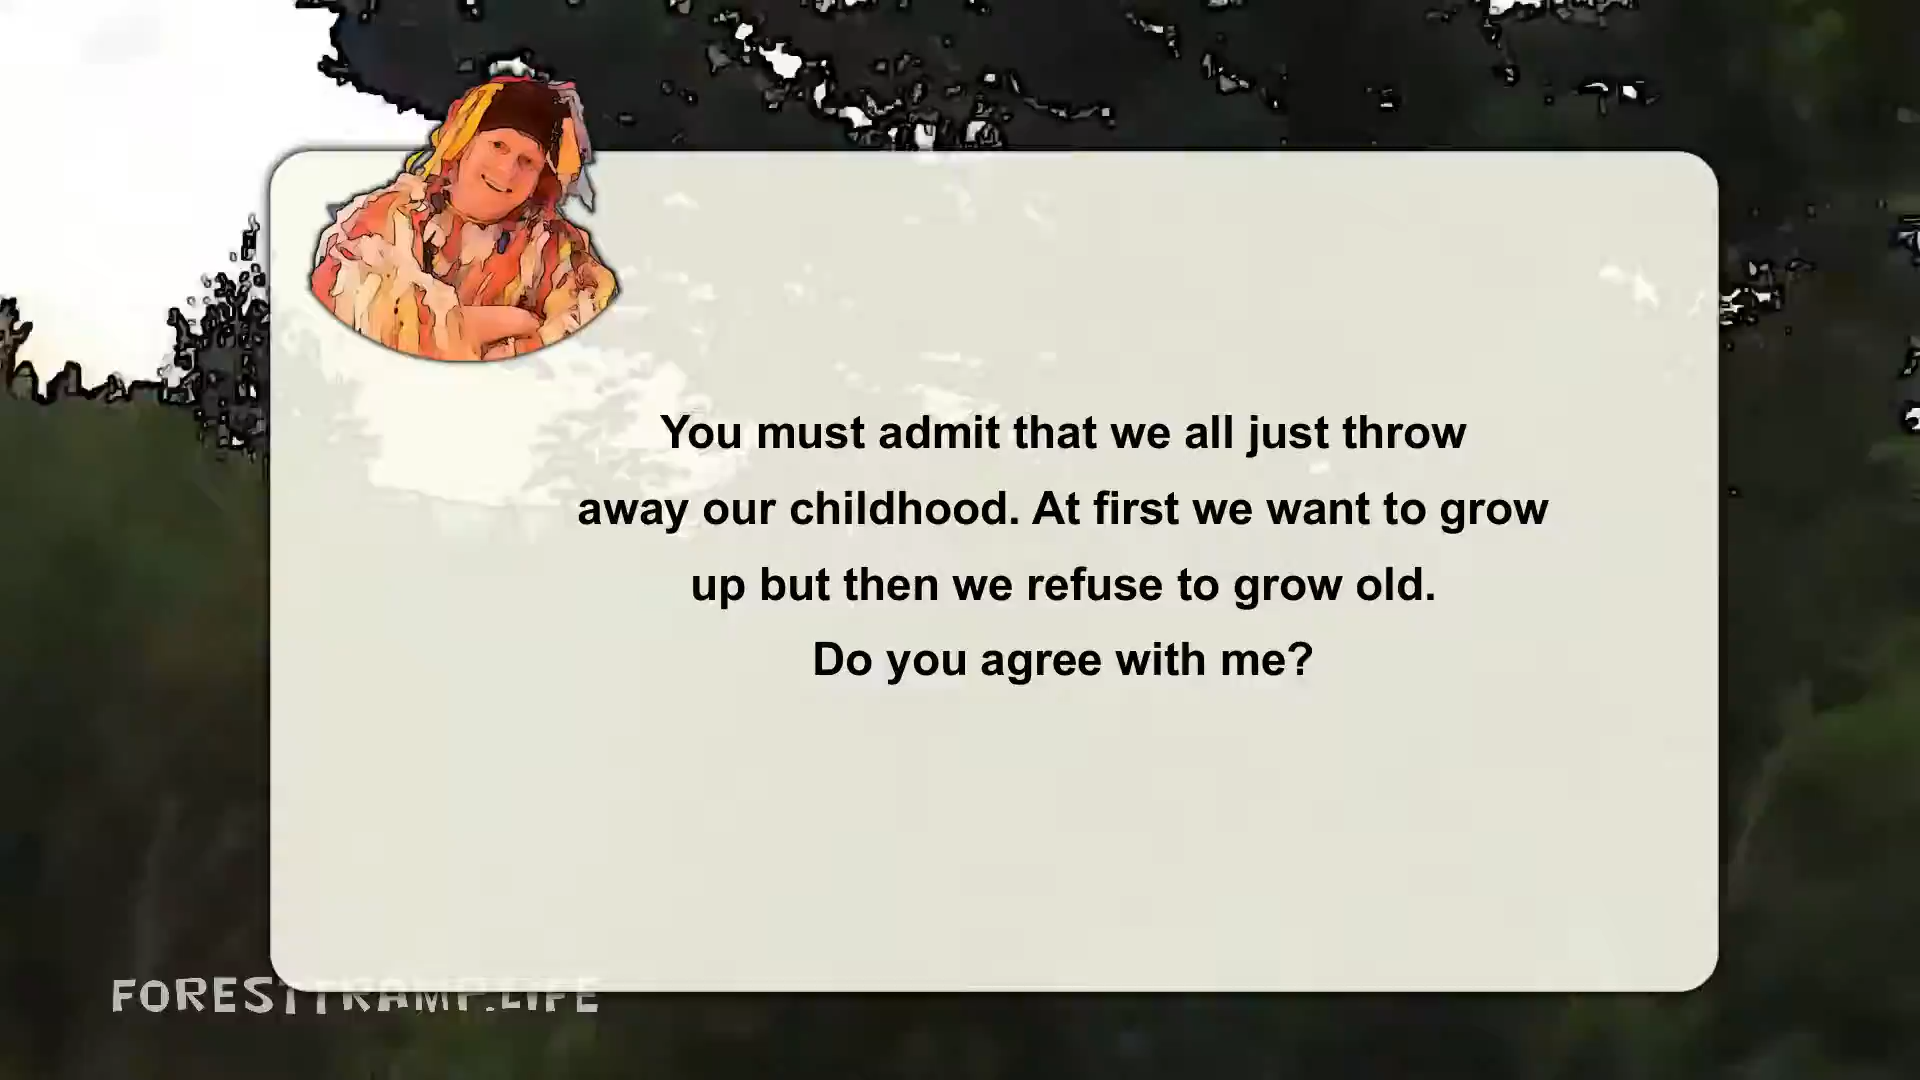 You must admit that we all just throw
away our childhood. At first we want to grow
up but then we refuse to grow old.
Do you agree with me?
FORESTTRAMP.LIFE